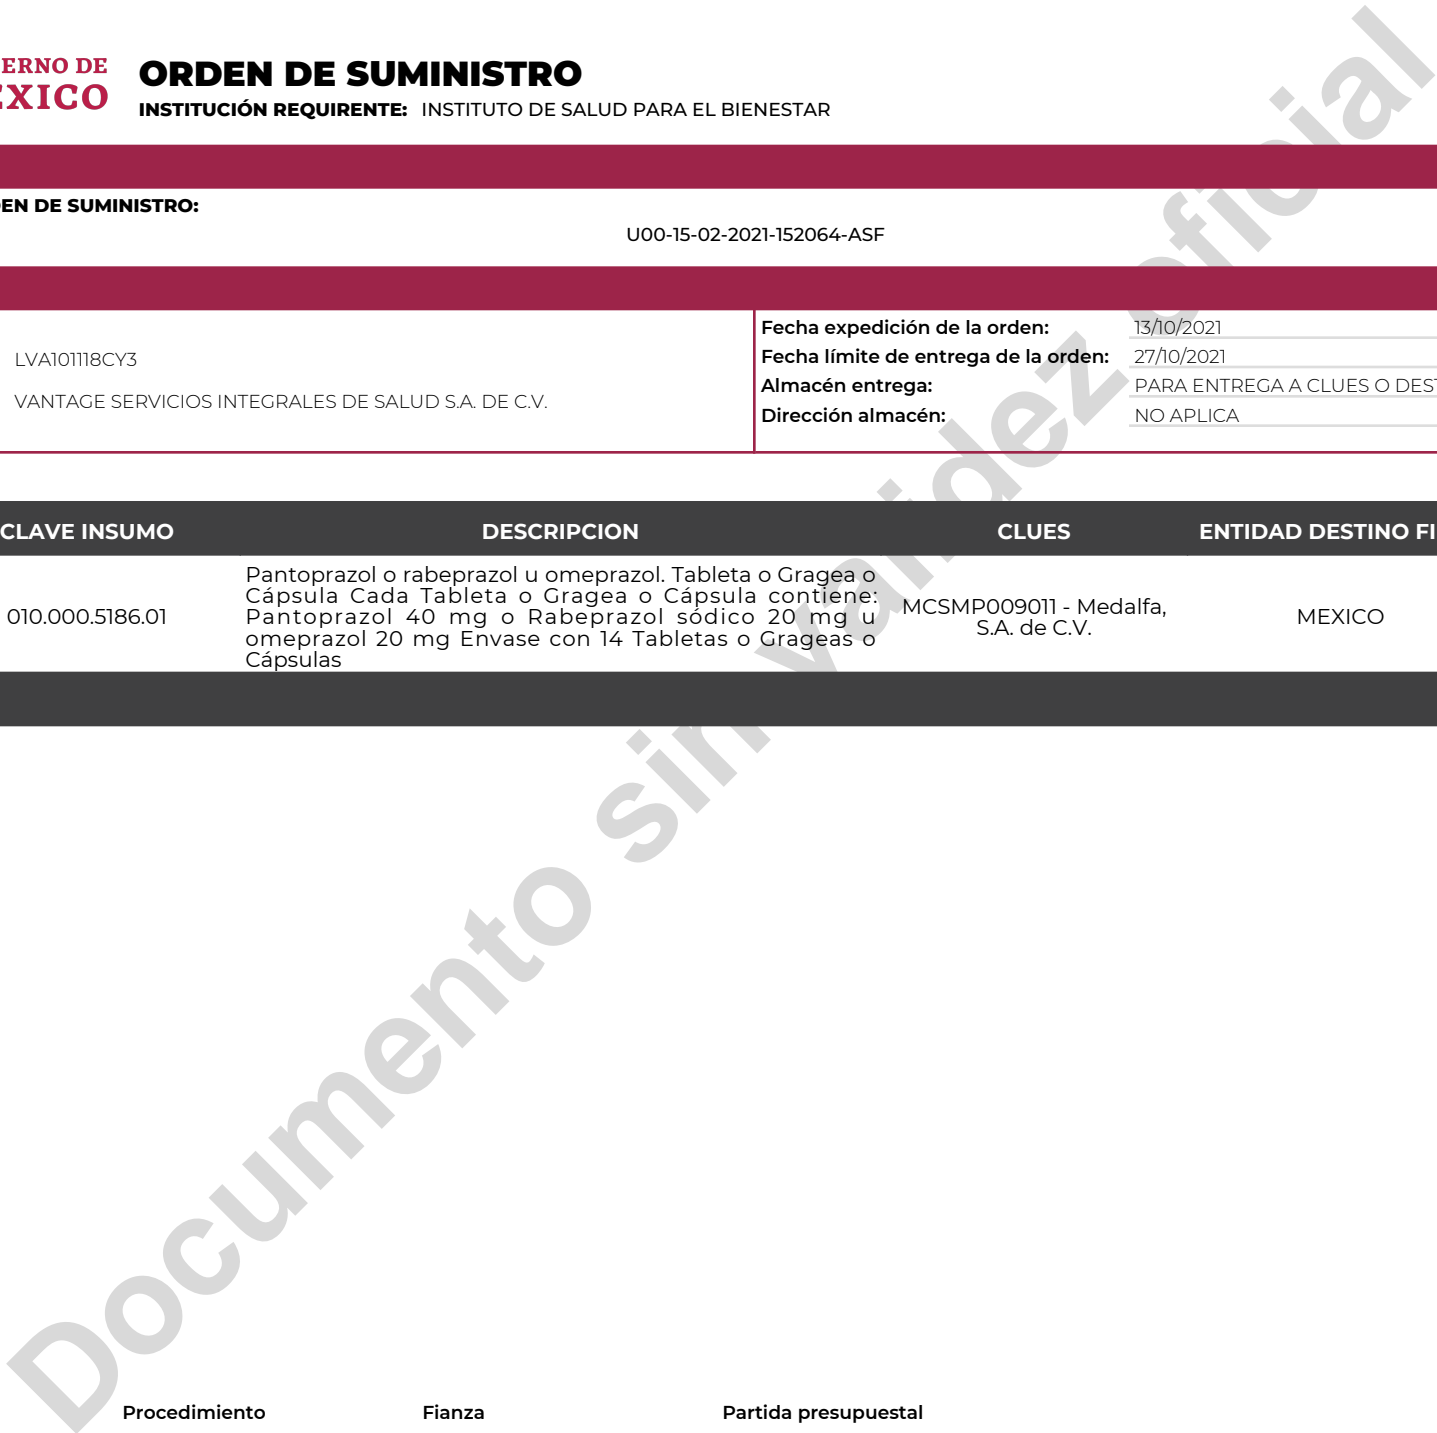 ERNO DE
EXICO
ORDEN DE SUMINISTRO
INSTITUCIÓN REQUIRENTE: INSTITUTO DE SALUD PARA EL BIENESTAR
EN DE SUMINISTRO:
U00-15-02-2021-152064-ASF
LVA101118CY3
VANTAGE SERVICIOS INTEGRALES DE SALUD S.A. DE C.V.
Fecha expedición de la orden: 13/10/2021
Fecha límite de entrega de la orden: 27/10/2021
Almacén entrega: PARA ENTREGA A CLUES O DEST
Dirección almacén: NO APLICA
CLAVE INSUMO DESCRIPCION CLUES ENTIDAD DESTINO FI
010.000.5186.01
Pantoprazol o rabeprazol u omeprazol. Tableta o Gragea o
Cápsula Cada Tableta o Gragea o Cápsula contiene:
Pantoprazol 40 mg o Rabeprazol sódico 20 mg u
omeprazol 20 mg Envase con 14 Tabletas o Grageas o
Cápsulas
MCSMP009011 - Medalfa,
S.A. de C.V.
MEXICO
Documento sin validez oficial
Procedimiento Fianza Partida presupuestal